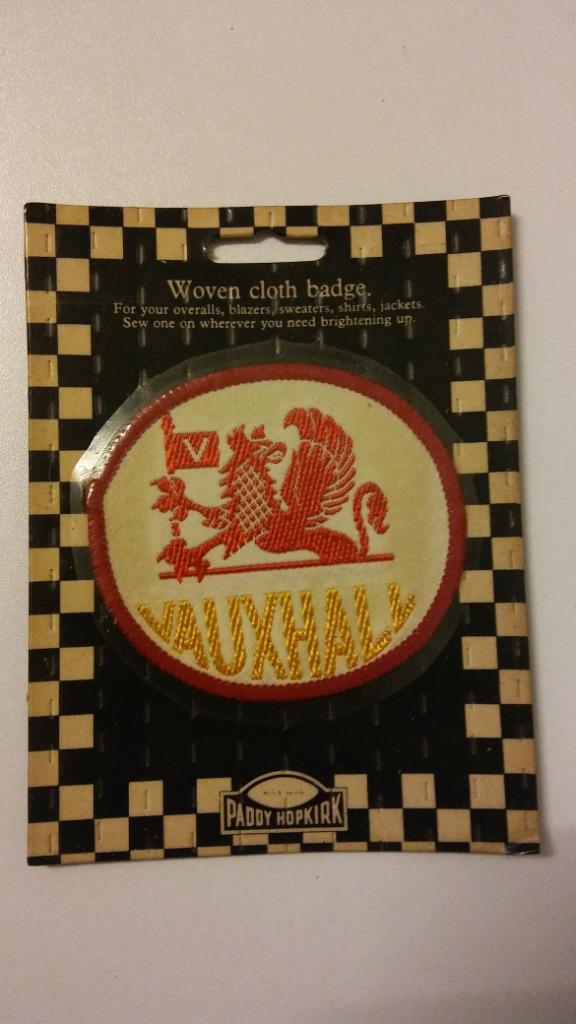 Woven cloth badge.
For your overalls, blazers, sweaters, shirts, jackets.
Sew one on wherever you need brightening up.
V
VAUXHALL
PADDY HOPKIRK